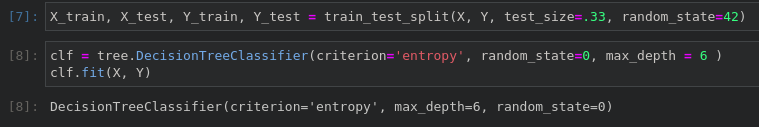 [7]: X_train, X_test, Y_train, Y_test = train_test_split(X, Y, test_size=.33, random_state=42)
[8]: clf = tree.DecisionTreeClassifier(criterion='entropy', random_state=0, max_depth = 6 )
clf.fit(X, Y)
[8]: DecisionTreeClassifier(criterion='entropy', max_depth=6, random_state=0)